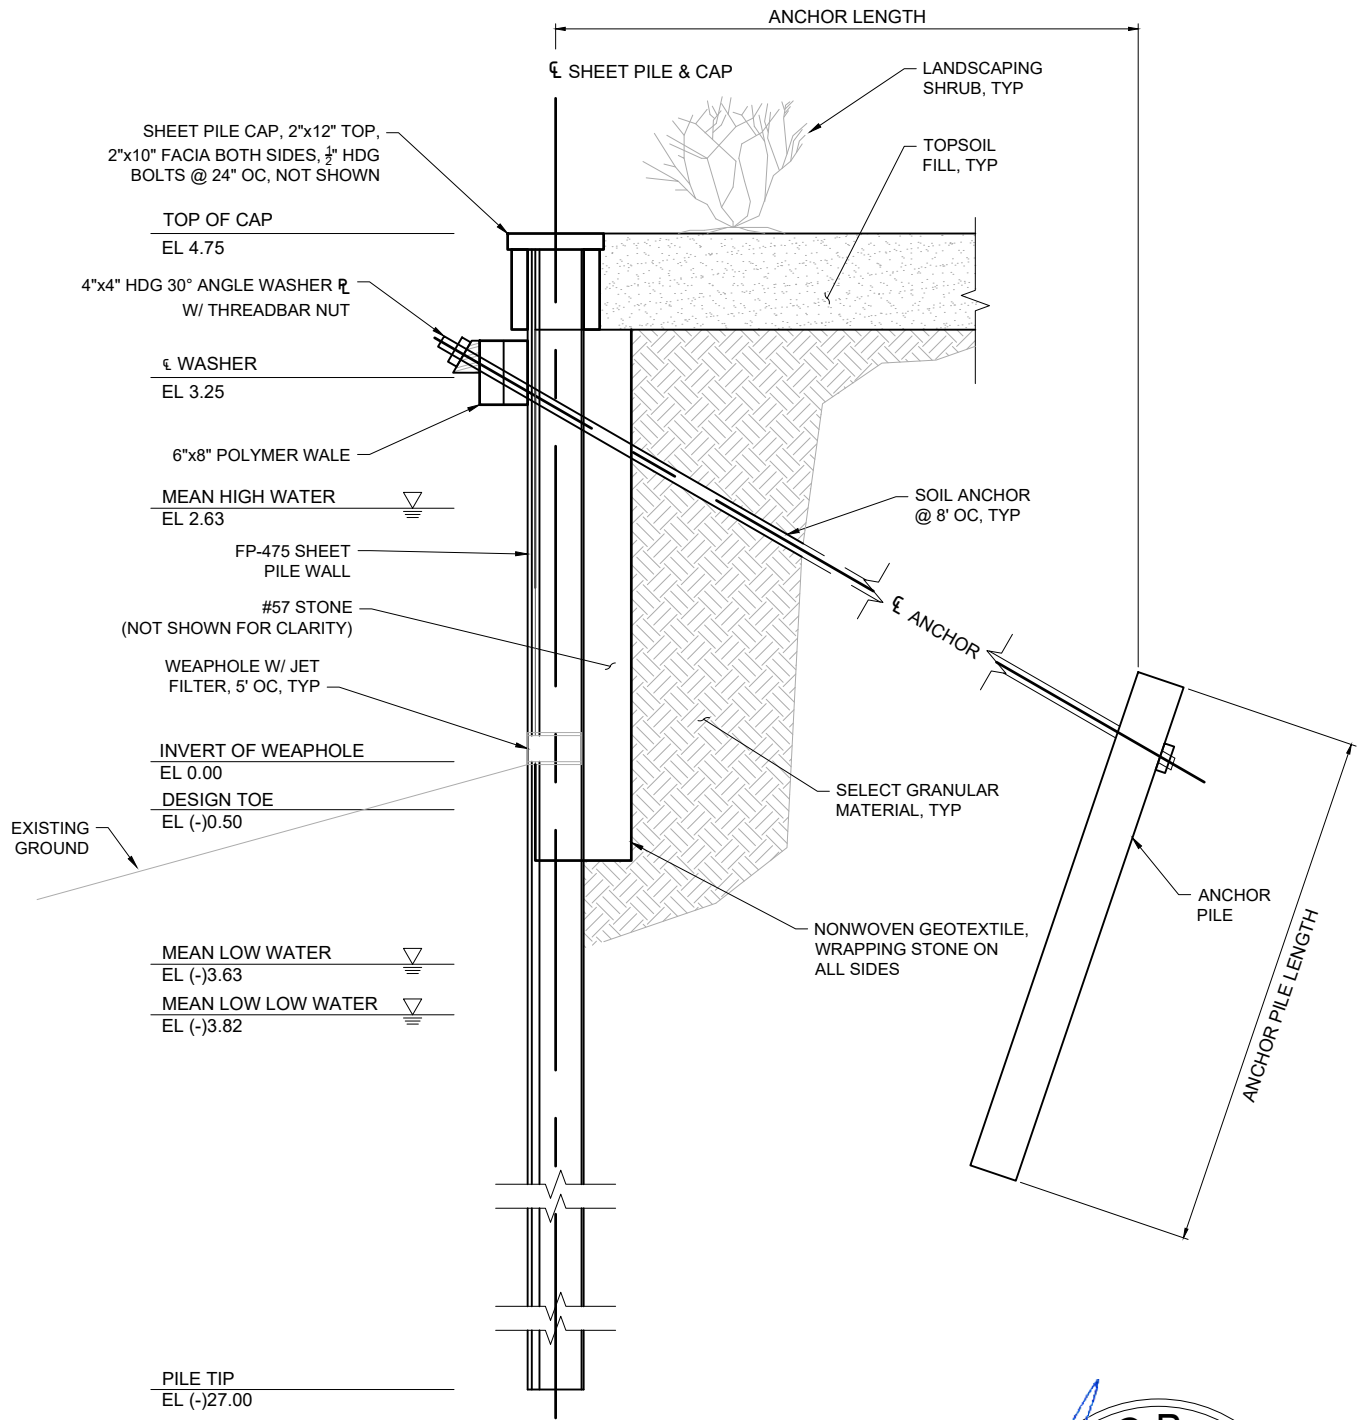 ANCHOR LENGTH
℄ SHEET PILE & CAP
LANDSCAPING
SHRUB, TYP
SHEET PILE CAP, 2"x12" TOP,
2"x10" FACIA BOTH SIDES, ½" HDG
BOLTS @ 24" OC, NOT SHOWN
TOPSOIL
FILL, TYP
TOP OF CAP
EL 4.75
4"x4" HDG 30° ANGLE WASHER ℞
W/ THREADBAR NUT
℄ WASHER
EL 3.25
6"x8" POLYMER WALE
MEAN HIGH WATER
EL 2.63
SOIL ANCHOR
@ 8' OC, TYP
FP-475 SHEET
PILE WALL
#57 STONE
(NOT SHOWN FOR CLARITY)
℄ ANCHOR
WEAPHOLE W/ JET
FILTER, 5' OC, TYP
INVERT OF WEAPHOLE
EL 0.00
DESIGN TOE
EL (-)0.50
SELECT GRANULAR
MATERIAL, TYP
EXISTING
GROUND
ANCHOR
PILE
NONWOVEN GEOTEXTILE,
WRAPPING STONE ON
ALL SIDES
ANCHOR PILE LENGTH
MEAN LOW WATER
EL (-)3.63
MEAN LOW LOW WATER
EL (-)3.82
PILE TIP
EL (-)27.00